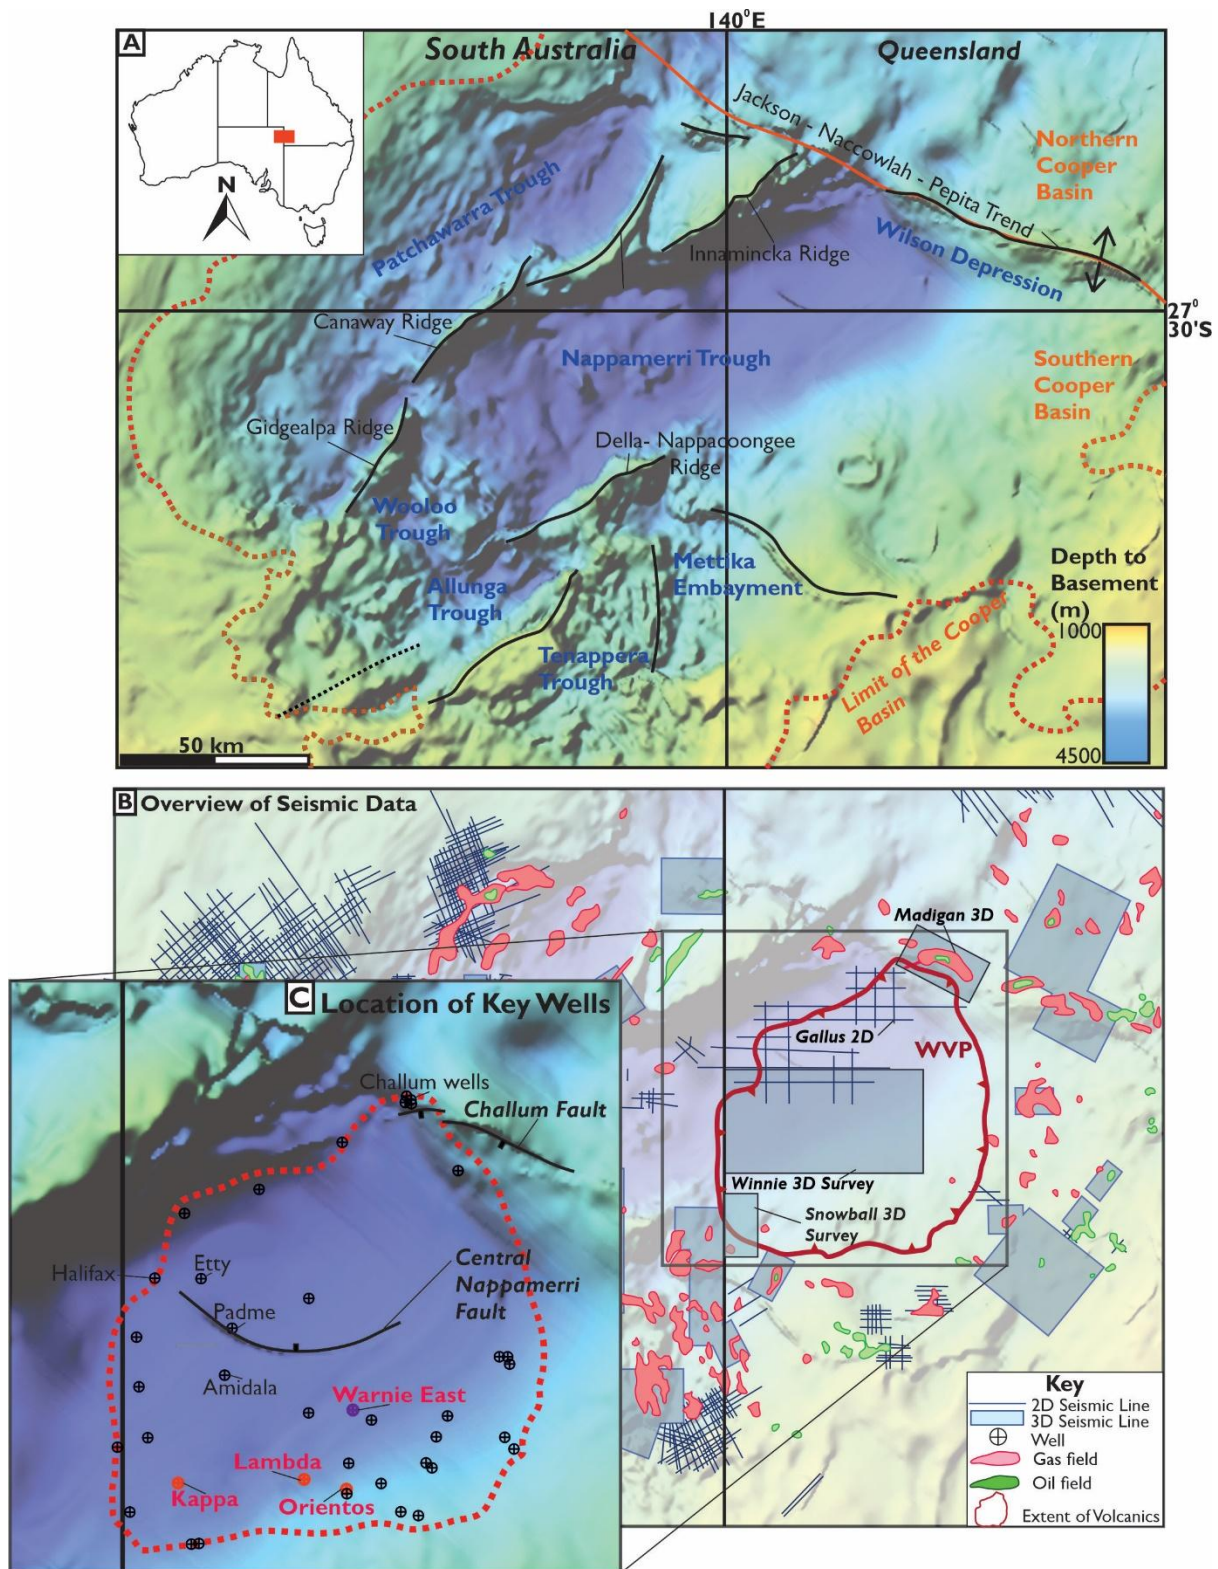 140°E
A
South Australia
Queensland
N
Jackson - Naccowlah - Pepita Trend
Northern
Cooper
Basin
Patchawarra Trough
Innamincka Ridge
Wilson Depression
27°
30'S
Canaway Ridge
Nappamerri Trough
Southern
Cooper
Basin
Gidgealpa Ridge
Della- Nappacoongee
Ridge
Wooloo
Trough
Mettika
Embayment
Allunga
Trough
Tenappera
Trough
Limit of the Cooper
Basin
Depth to
Basement
(m)
1000
4500
50 km
B Overview of Seismic Data
Madigan 3D
Gallus 2D
WVP
Winnie 3D Survey
Snowball 3D
Survey
C Location of Key Wells
Challum wells
Challum Fault
Halifax
Etty
Central
Nappamerri
Fault
Padme
Amidala
Warnie East
Lambda
Kappa
Orientos
Key
2D Seismic Line
3D Seismic Line
Well
Gas field
Oil field
Extent of Volcanics